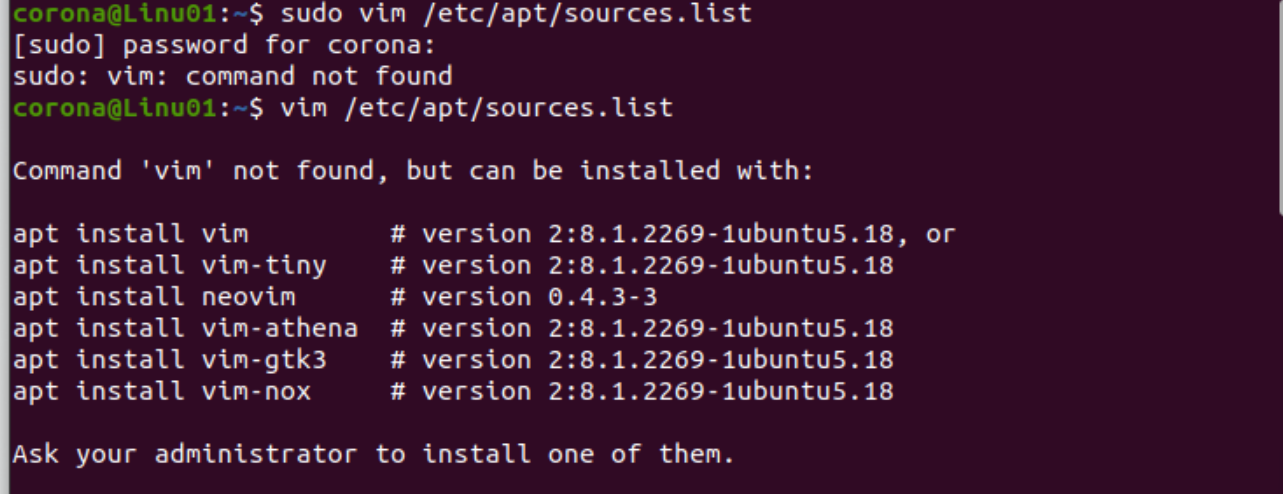 corona@Linu01:~$ sudo vim /etc/apt/sources.list
[sudo] password for corona:
sudo: vim: command not found
corona@Linu01:~$ vim /etc/apt/sources.list
Command 'vim' not found, but can be installed with:
apt install vim         # version 2:8.1.2269-1ubuntu5.18, or
apt install vim-tiny    # version 2:8.1.2269-1ubuntu5.18
apt install neovim      # version 0.4.3-3
apt install vim-athena  # version 2:8.1.2269-1ubuntu5.18
apt install vim-gtk3    # version 2:8.1.2269-1ubuntu5.18
apt install vim-nox     # version 2:8.1.2269-1ubuntu5.18
Ask your administrator to install one of them.